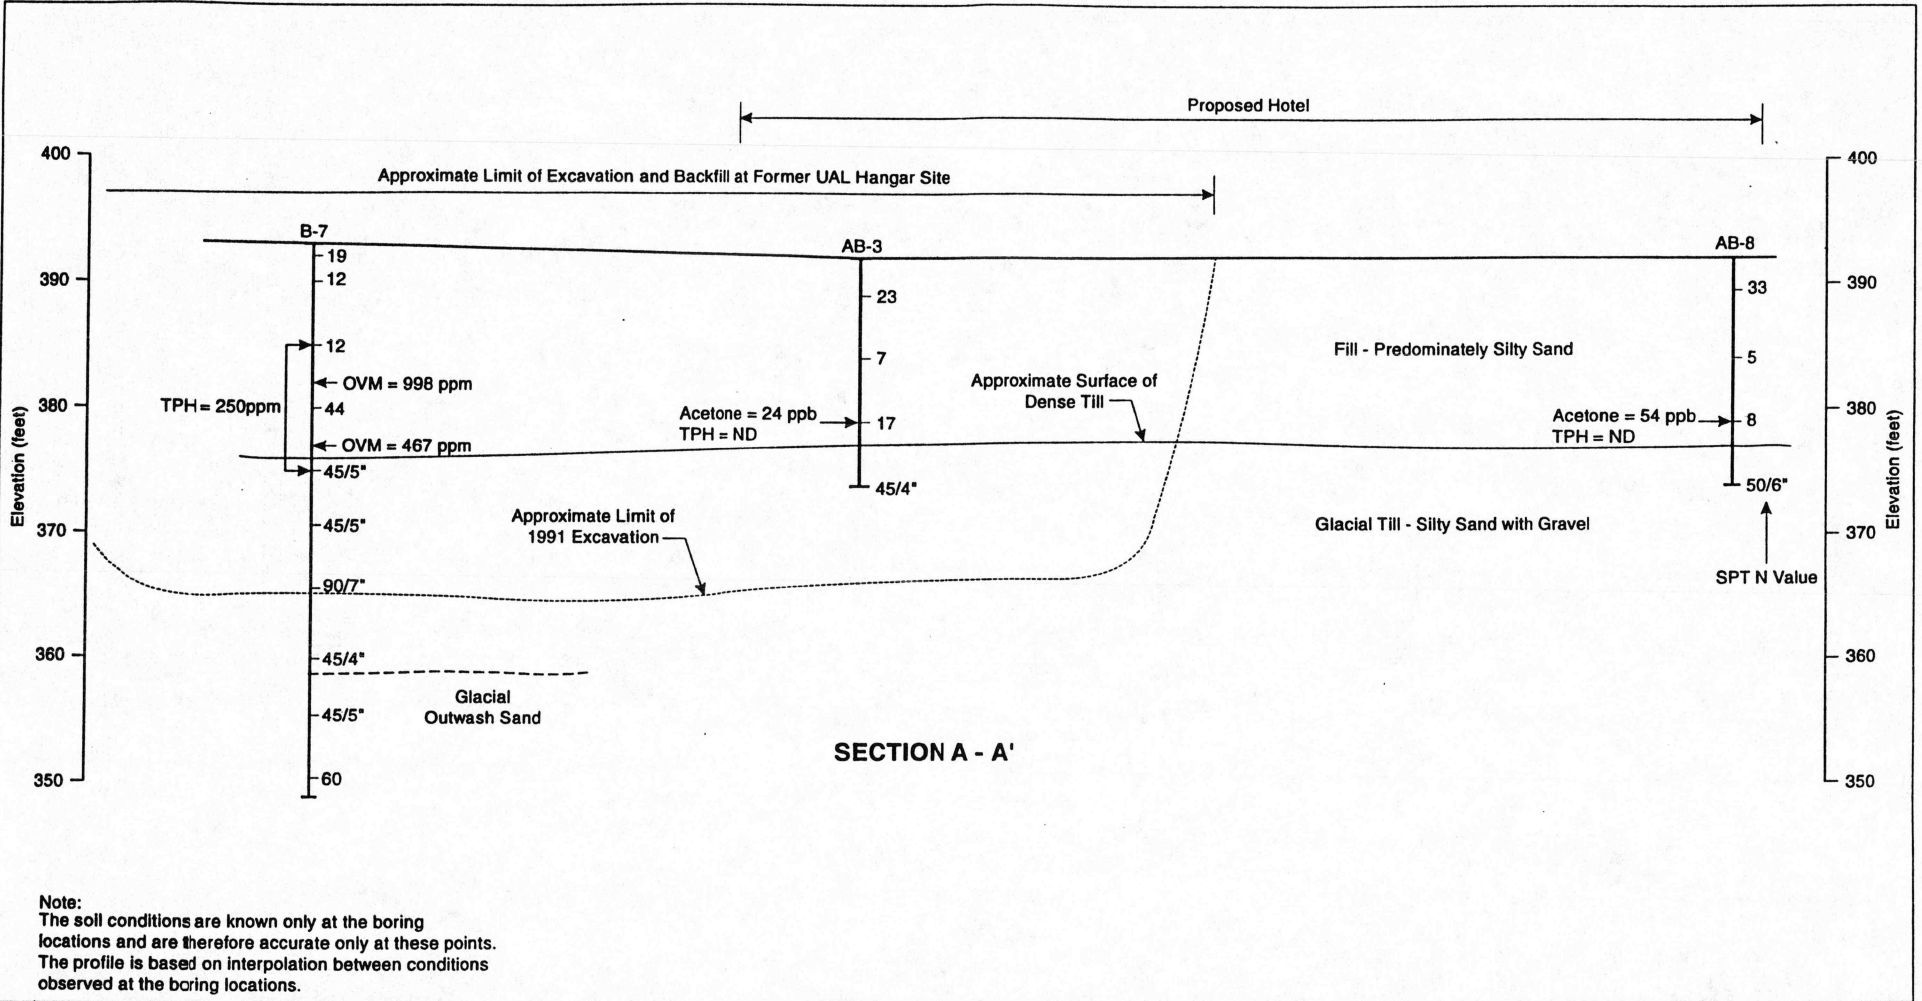 Proposed Hotel
400
400
Approximate Limit of Excavation and Backfill at Former UAL Hangar Site
B-7
AB-3
AB-8
19
12
390
390
23
33
12
7
5
Fill - Predominately Silty Sand
OVM = 998 ppm
TPH = 250ppm
44
380
380
Approximate Surface of
Dense Till
Acetone = 24 ppb
TPH = ND
17
Acetone = 54 ppb
TPH = ND
8
OVM = 467 ppm
45/5"
45/4"
50/6"
Elevation (feet)
Elevation (feet)
45/5"
370
370
Approximate Limit of
1991 Excavation
Glacial Till - Silty Sand with Gravel
SPT N Value
90/7"
360
360
45/4"
Glacial
Outwash Sand
45/5"
SECTION A - A'
350
350
60
Note:
The soil conditions are known only at the boring
locations and are therefore accurate only at these points.
The profile is based on interpolation between conditions
observed at the boring locations.